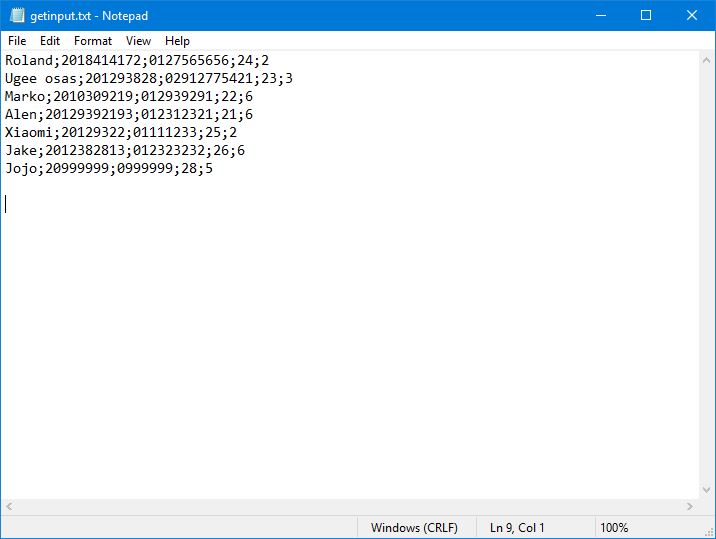 getinput.txt - Notepad
File Edit Format View Help
Roland;2018414172;0127565656;24;2
Ugee osas;201293828;02912775421;23;3
Marko;2010309219;012939291;22;6
Alen;20129392193;012312321;21;6
Xiaomi;20129322;01111233;25;2
Jake;2012382813;012323232;26;6
Jojo;20999999;0999999;28;5
Windows (CRLF) Ln 9, Col 1 100%